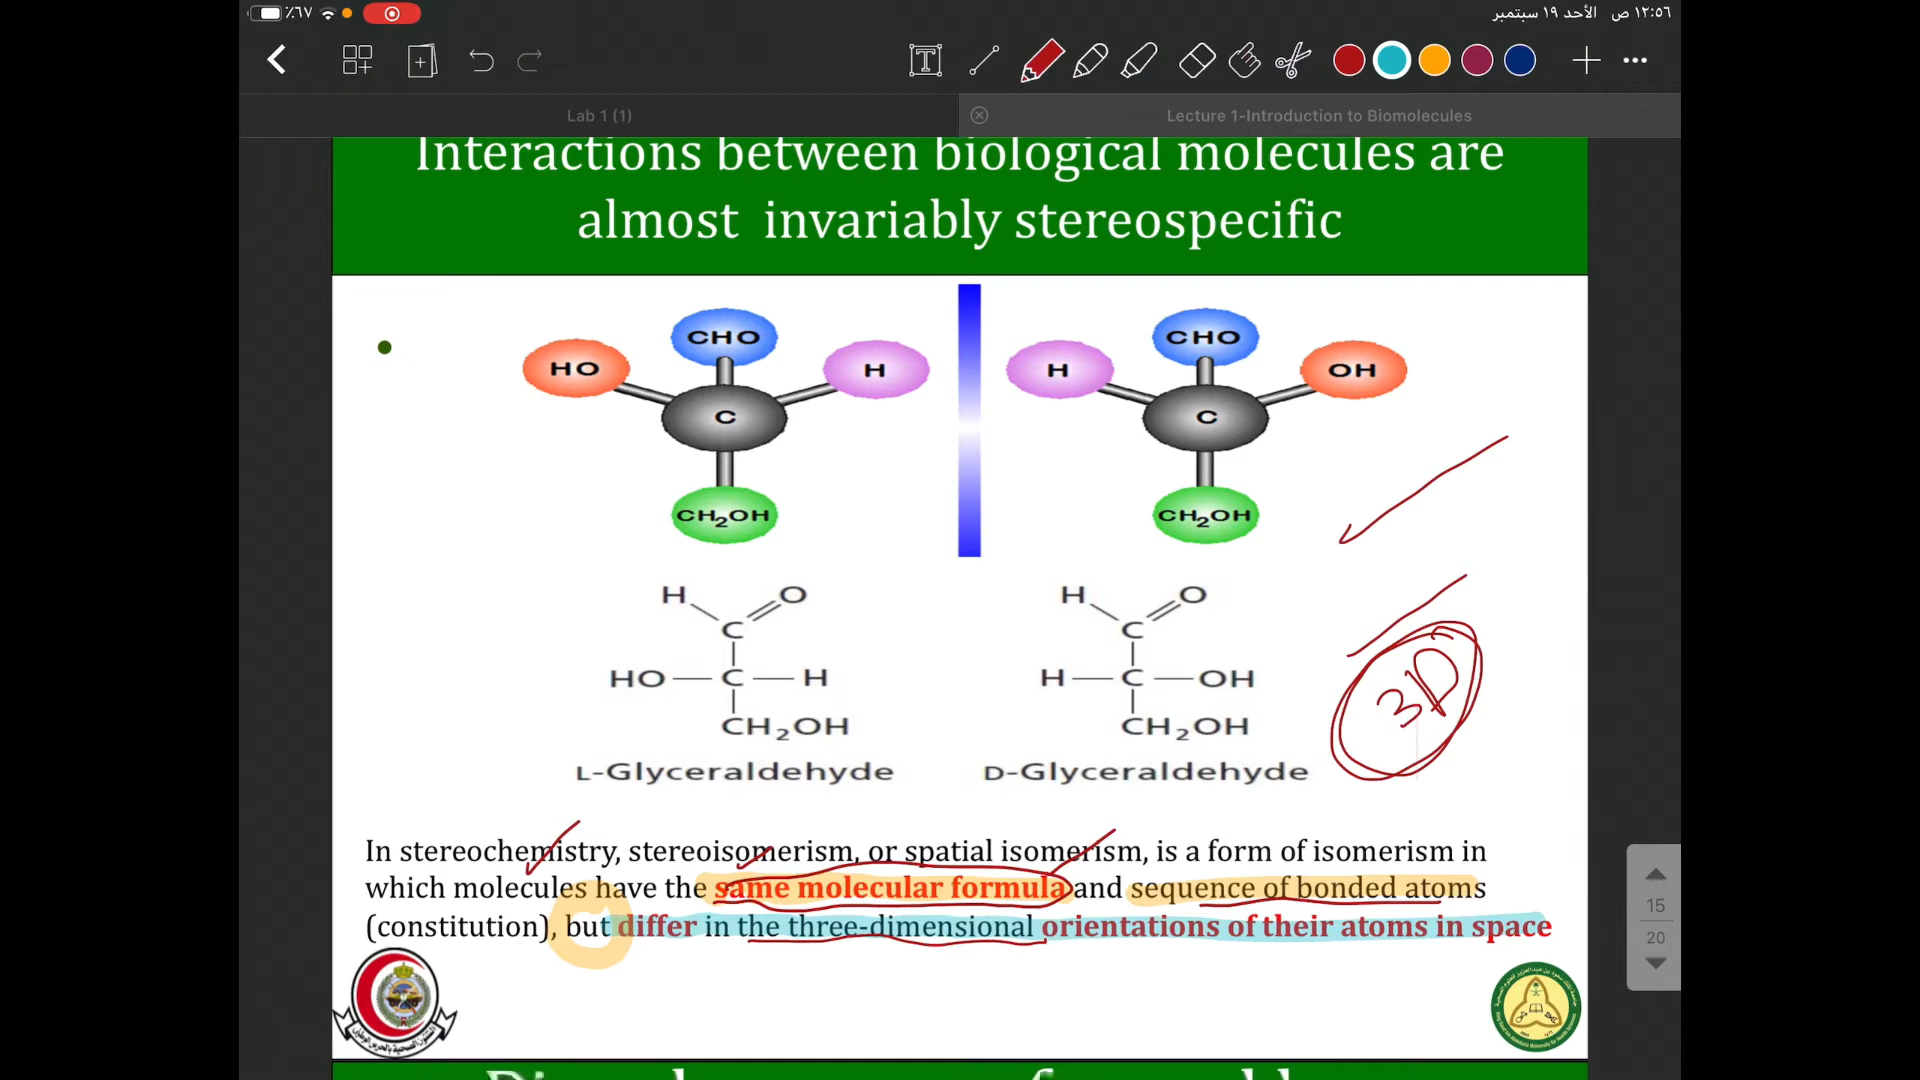 ٪٦٧
١٢:٥٦ ص الأحد ١٩ سبتمبر
T
Lab 1 (1)
Lecture 1-Introduction to Biomolecules
Interactions between biological molecules are
almost invariably stereospecific
CHO CHO
HO H H OH
C C
CH₂OH CH₂OH
H O H O
C C
HO C H H C OH
CH₂OH CH₂OH
3D
L-Glyceraldehyde D-Glyceraldehyde
In stereochemistry, stereoisomerism, or spatial isomerism, is a form of isomerism in
which molecules have the same molecular formula and sequence of bonded atoms
(constitution), but differ in the three-dimensional orientations of their atoms in space
15
20